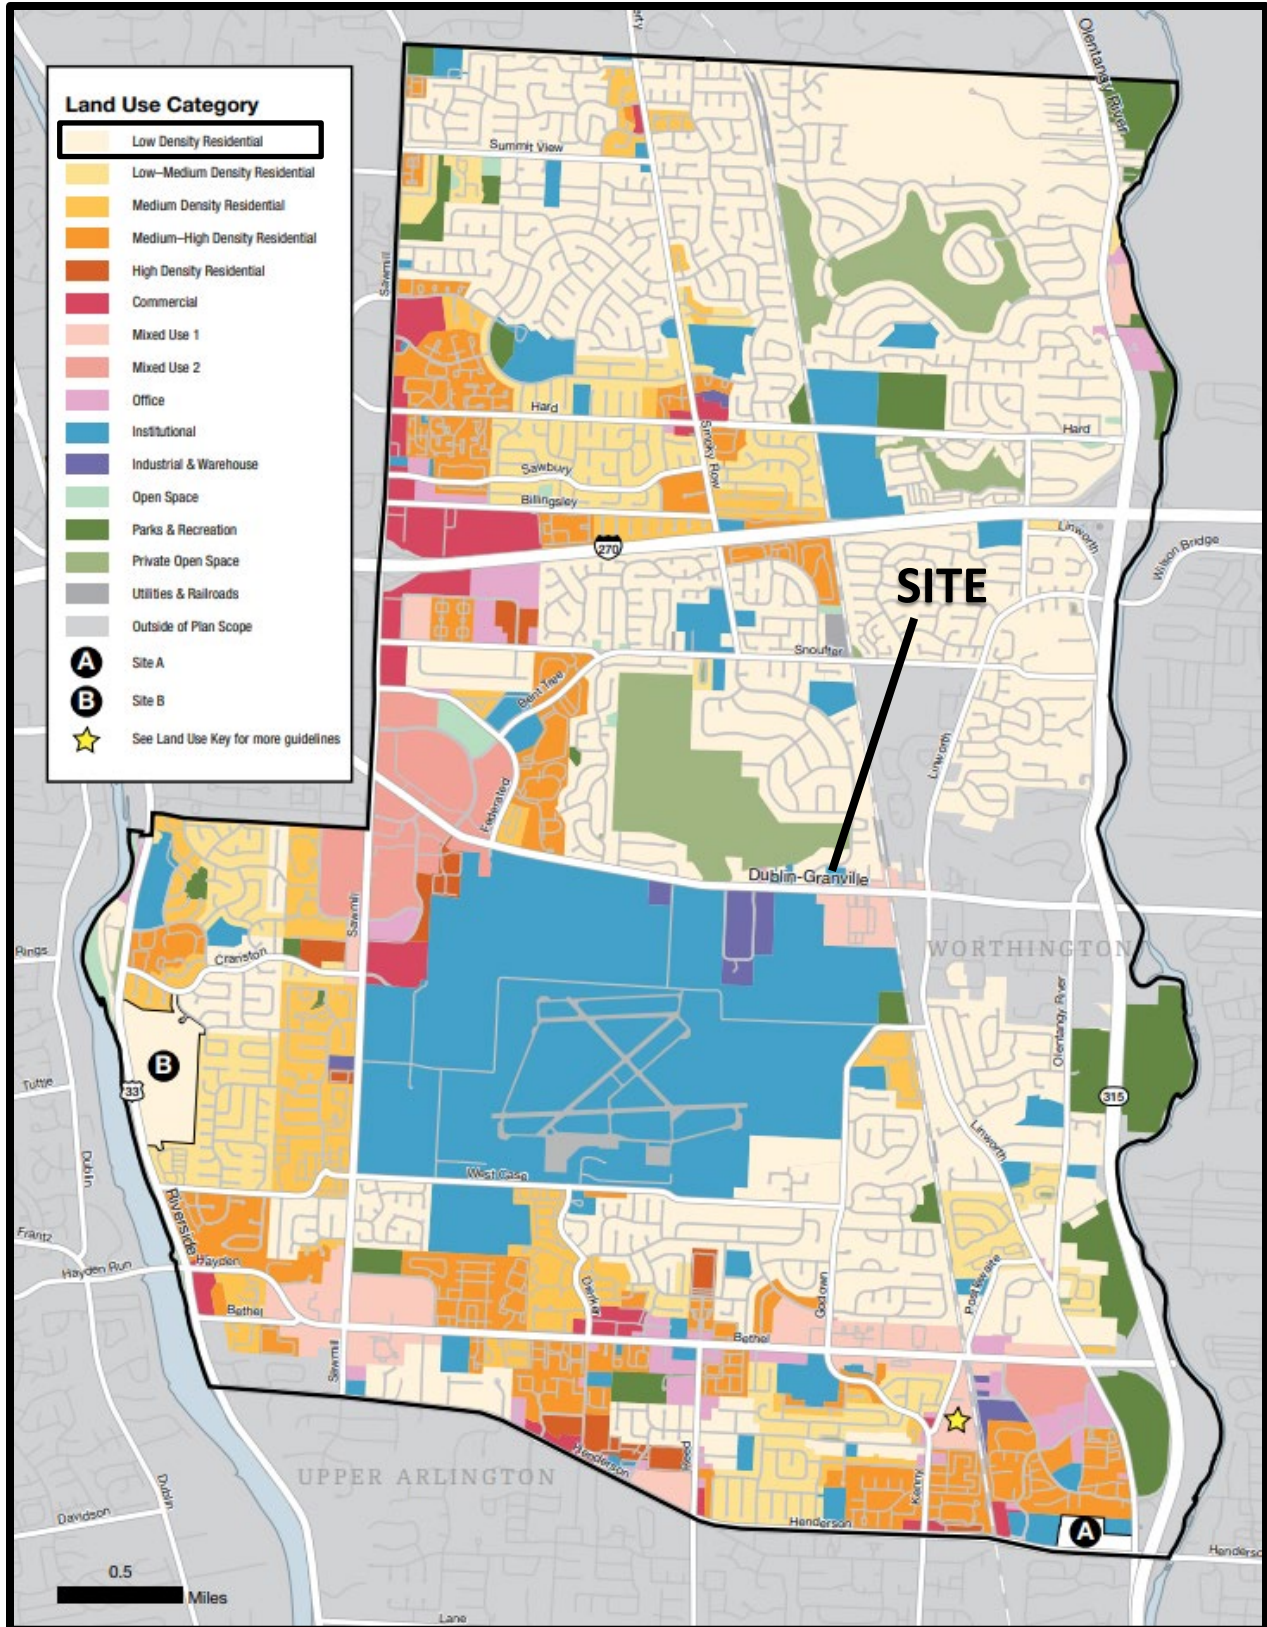 Land Use Category
Low Density Residential
Low–Medium Density Residential
Medium Density Residential
Medium–High Density Residential
High Density Residential
Commercial
Mixed Use 1
Mixed Use 2
Office
Institutional
Industrial & Warehouse
Open Space
Parks & Recreation
Private Open Space
Utilities & Railroads
Outside of Plan Scope
A Site A
B Site B
See Land Use Key for more guidelines
Olentangy River
Summit View
Sawmill
Hard
Hard
Smoky Row
Sawbury
Billingsley
270
Linworth
Wilson Bridge
SITE
Snouffer
Bent Tree
Linworth
Federated
Dublin-Granville
Sawmill
Rings
Cranston
WORTHINGTON
Olentangy River
B
33
Tuttle
315
Linworth
Dublin
West Case
Riverside
Frantz
Hayden Run
Hayden
Bethel
Dierker
Godown
Postlewaite
Bethel
Sawmill
Reed
Henderson
Kenny
UPPER ARLINGTON
Dublin
Davidson
Henderson
A
Henderso
0.5
Miles
Lane